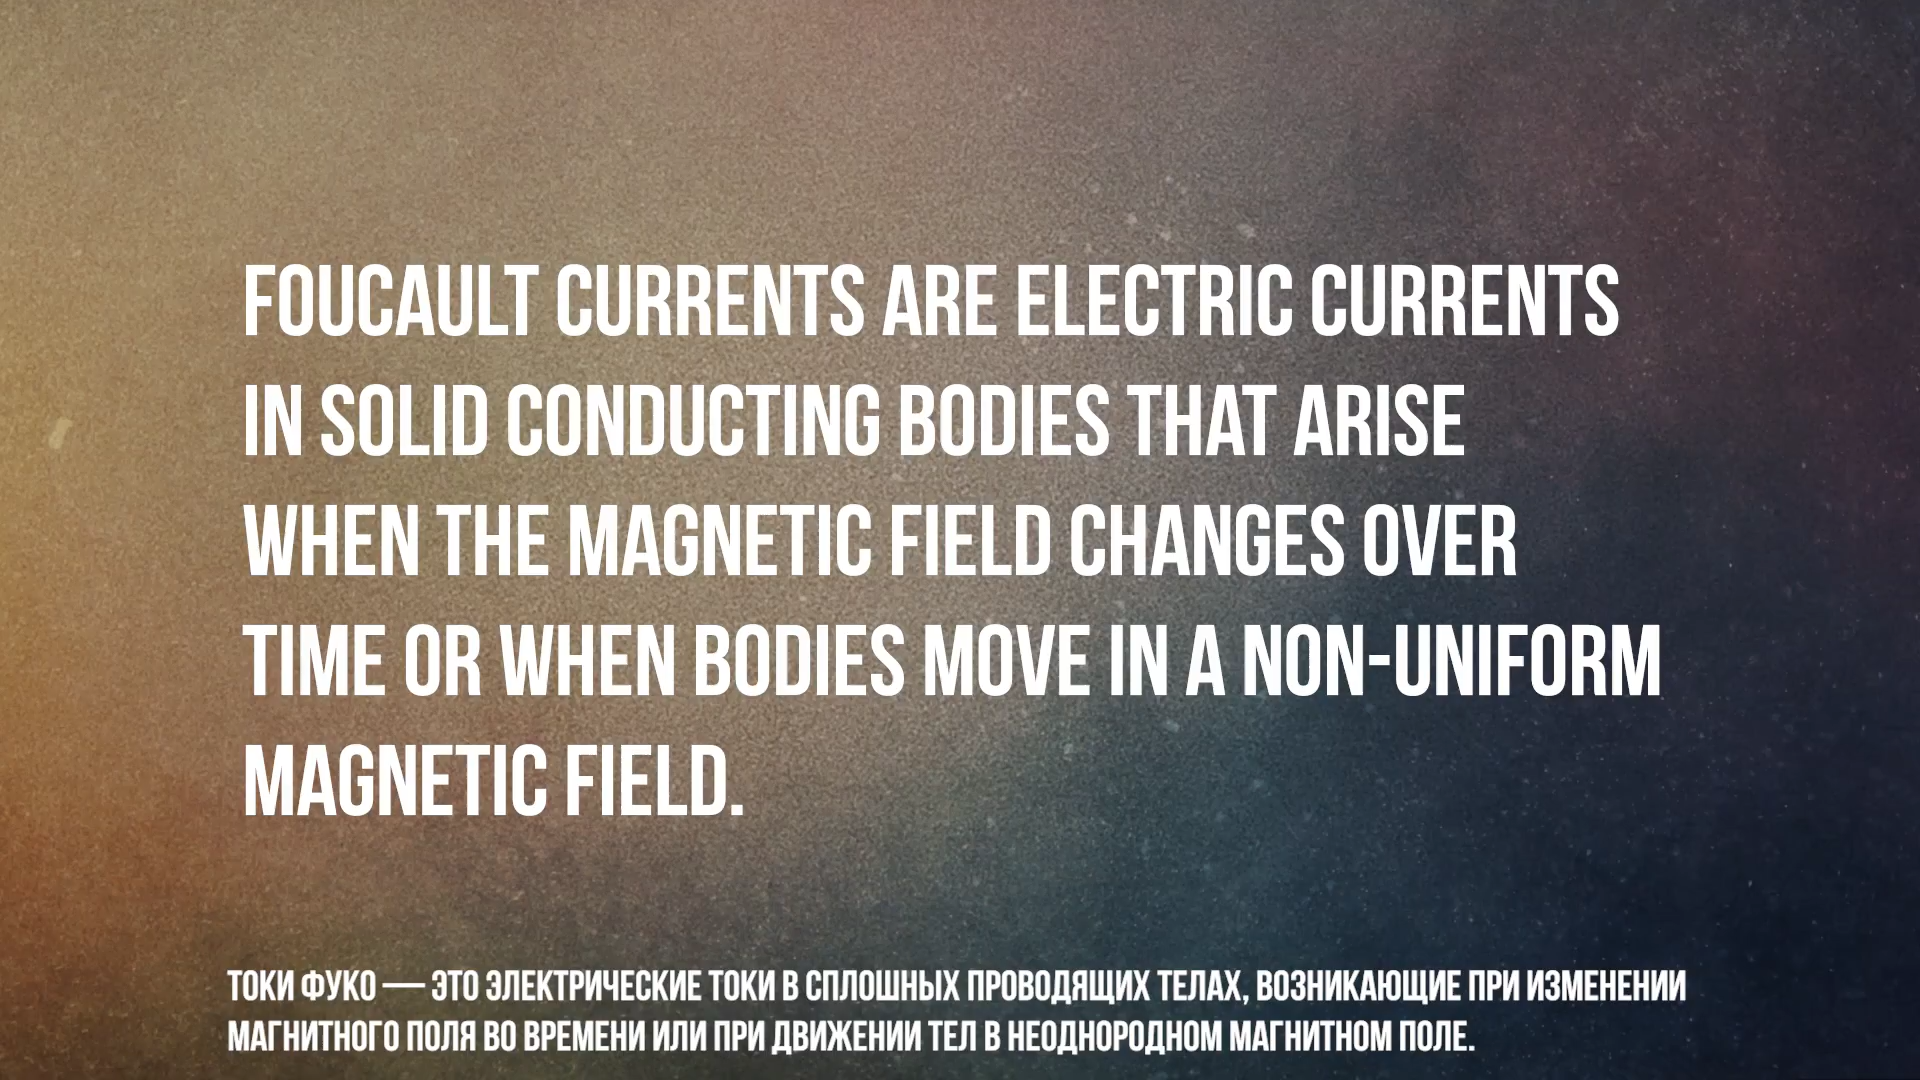 FOUCAULT CURRENTS ARE ELECTRIC CURRENTS
IN SOLID CONDUCTING BODIES THAT ARISE
WHEN THE MAGNETIC FIELD CHANGES OVER
TIME OR WHEN BODIES MOVE IN A NON-UNIFORM
MAGNETIC FIELD.
ТОКИ ФУКО — ЭТО ЭЛЕКТРИЧЕСКИЕ ТОКИ В СПЛОШНЫХ ПРОВОДЯЩИХ ТЕЛАХ, ВОЗНИКАЮЩИЕ ПРИ ИЗМЕНЕНИИ
МАГНИТНОГО ПОЛЯ ВО ВРЕМЕНИ ИЛИ ПРИ ДВИЖЕНИИ ТЕЛ В НЕОДНОРОДНОМ МАГНИТНОМ ПОЛЕ.